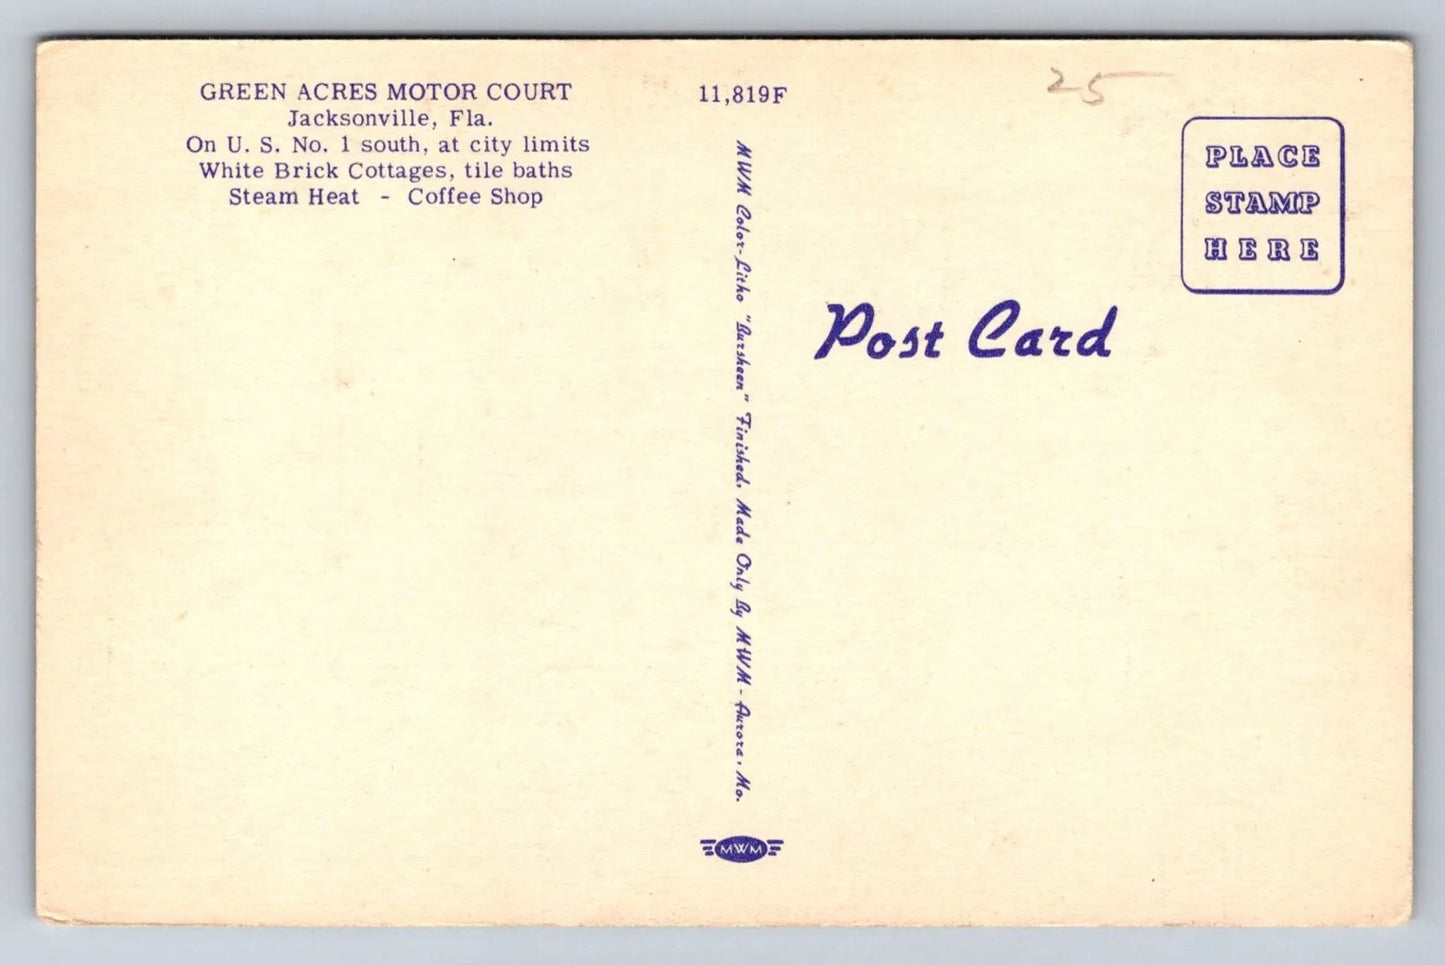 GREEN ACRES MOTOR COURT
Jacksonville, Fla.
On U. S. No. 1 south, at city limits
White Brick Cottages, tile baths
Steam Heat - Coffee Shop
11,819F
MWM Color-Litho "Bursheen" Finished, Made Only By MWM - Aurora, Mo.
MWM
25
PLACE
STAMP
HERE
Post Card